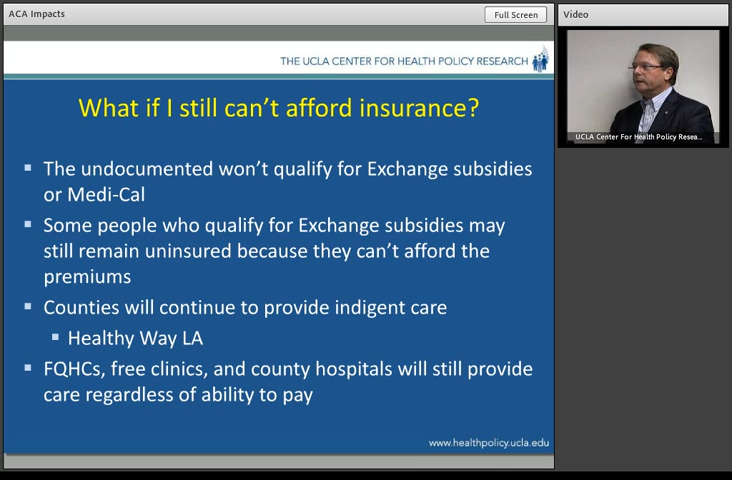 ACA Impacts
Full Screen
Video
THE UCLA CENTER FOR HEALTH POLICY RESEARCH
What if I still can't afford insurance?
The undocumented won't qualify for Exchange subsidies
or Medi-Cal
Some people who qualify for Exchange subsidies may
still remain uninsured because they can't afford the
premiums
Counties will continue to provide indigent care
Healthy Way LA
FQHCs, free clinics, and county hospitals will still provide
care regardless of ability to pay
www.healthpolicy.ucla.edu
UCLA Center For Health Policy Resea...